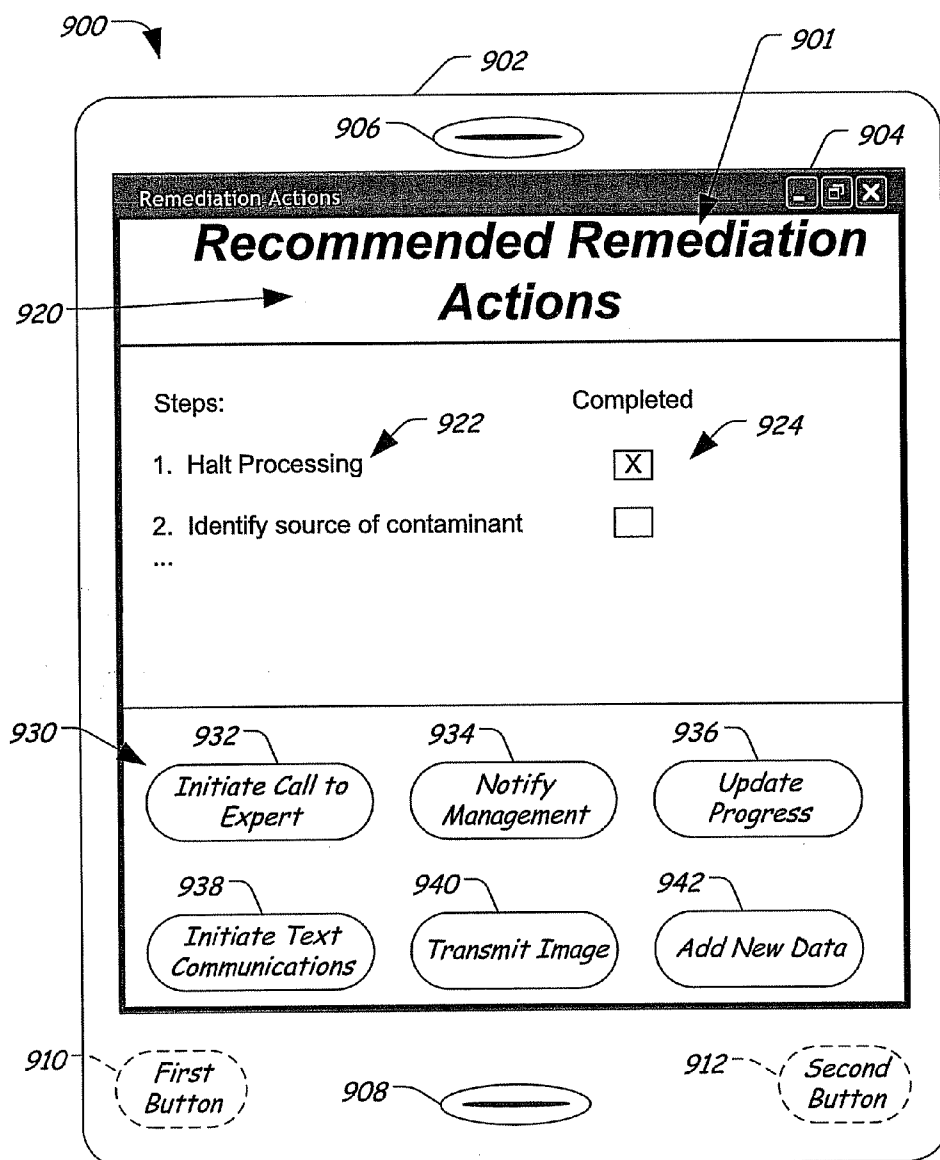 900
902
901
906
904
Remediation Actions
Recommended Remediation
Actions
920
Steps:
Completed
922
924
1. Halt Processing
X
2. Identify source of contaminant
...
930
932
934
936
Initiate Call to
Expert
Notify
Management
Update
Progress
938
940
942
Initiate Text
Communications
Transmit Image
Add New Data
910
First
Button
908
912
Second
Button